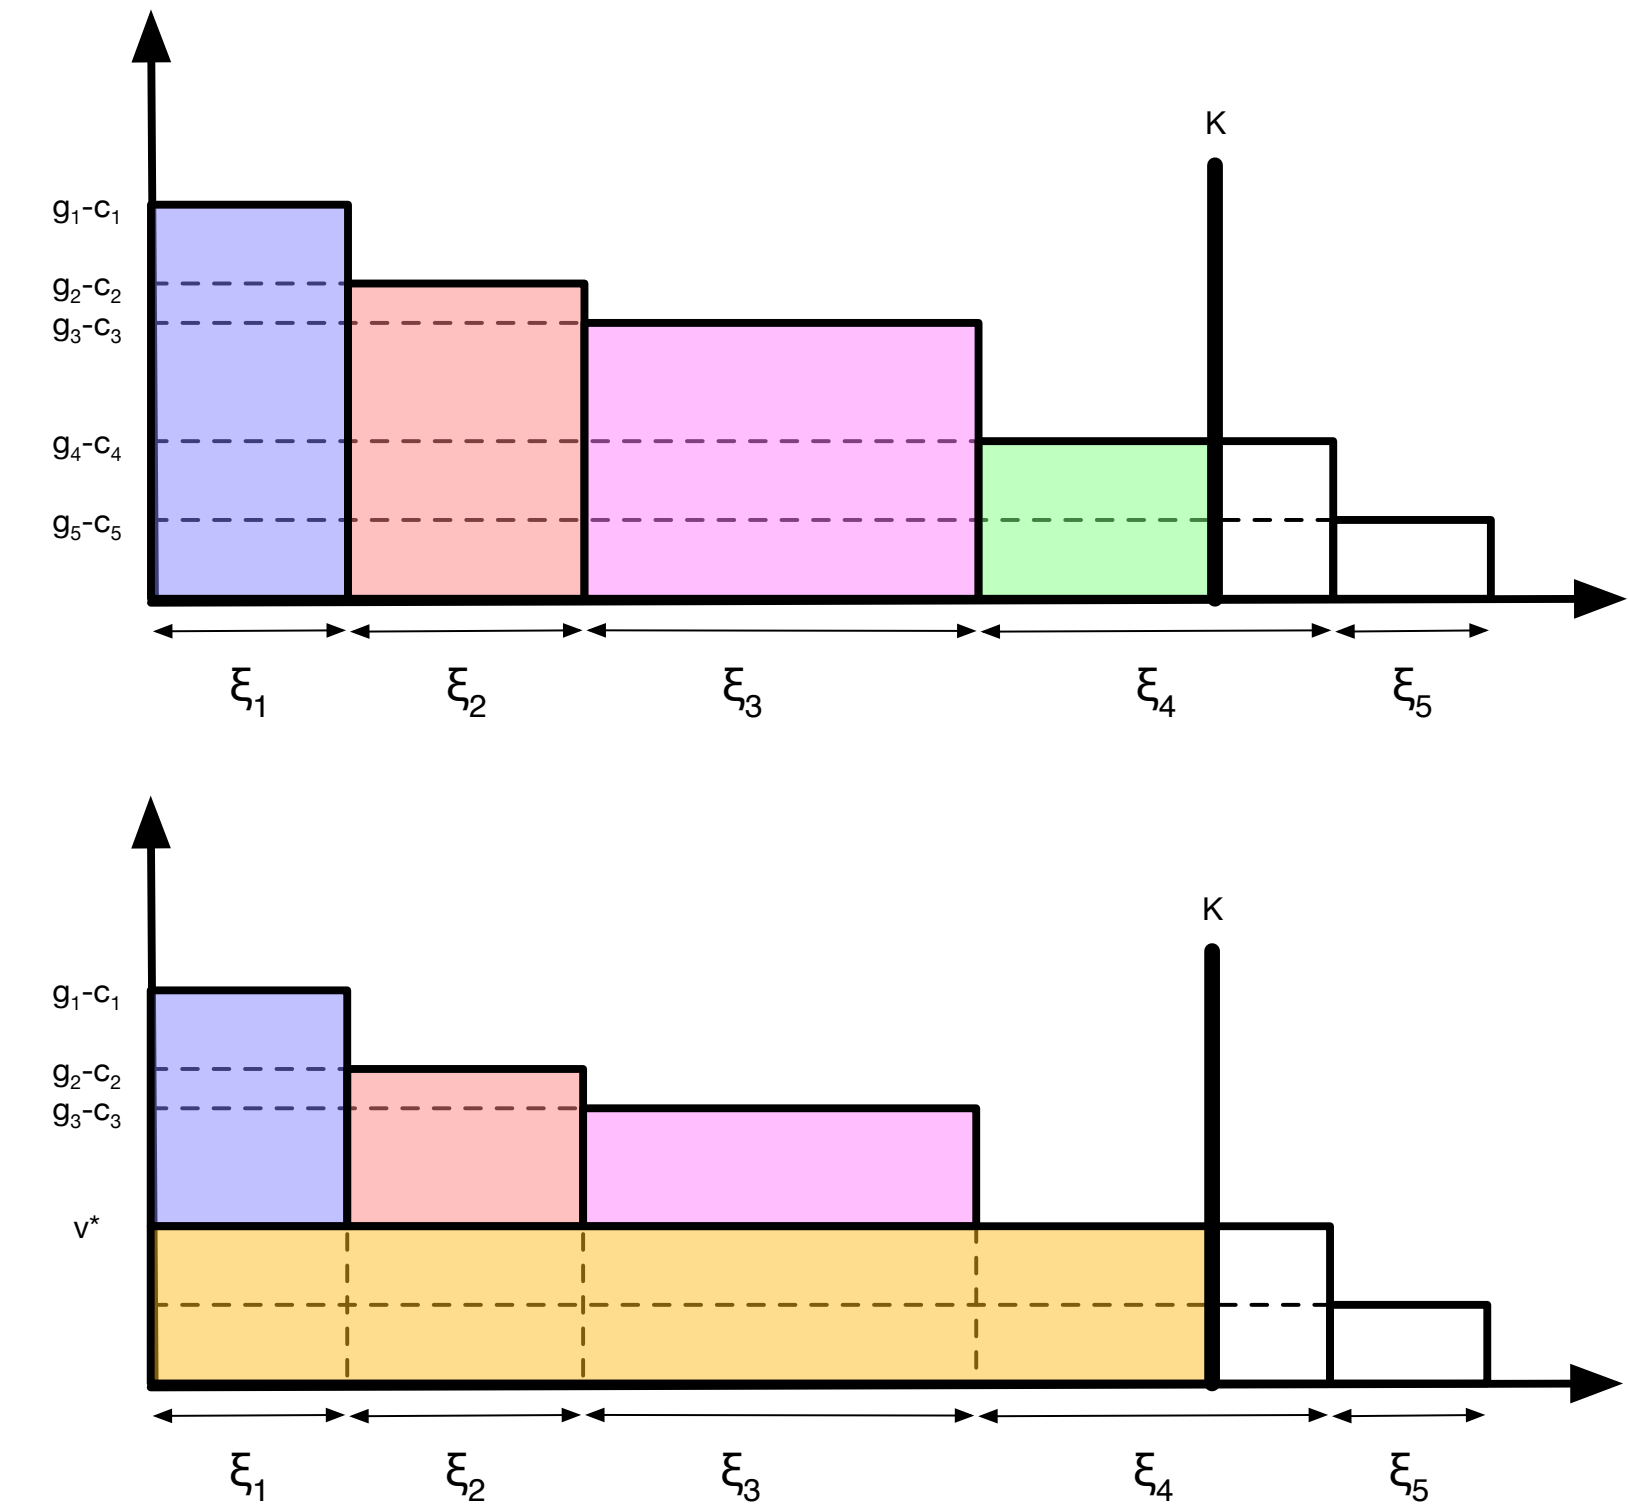 K
g₁-c₁
g₂-c₂
g₃-c₃
g₄-c₄
g₅-c₅
ξ₁ ξ₂ ξ₃ ξ₄ ξ₅
K
g₁-c₁
g₂-c₂
g₃-c₃
v*
ξ₁ ξ₂ ξ₃ ξ₄ ξ₅